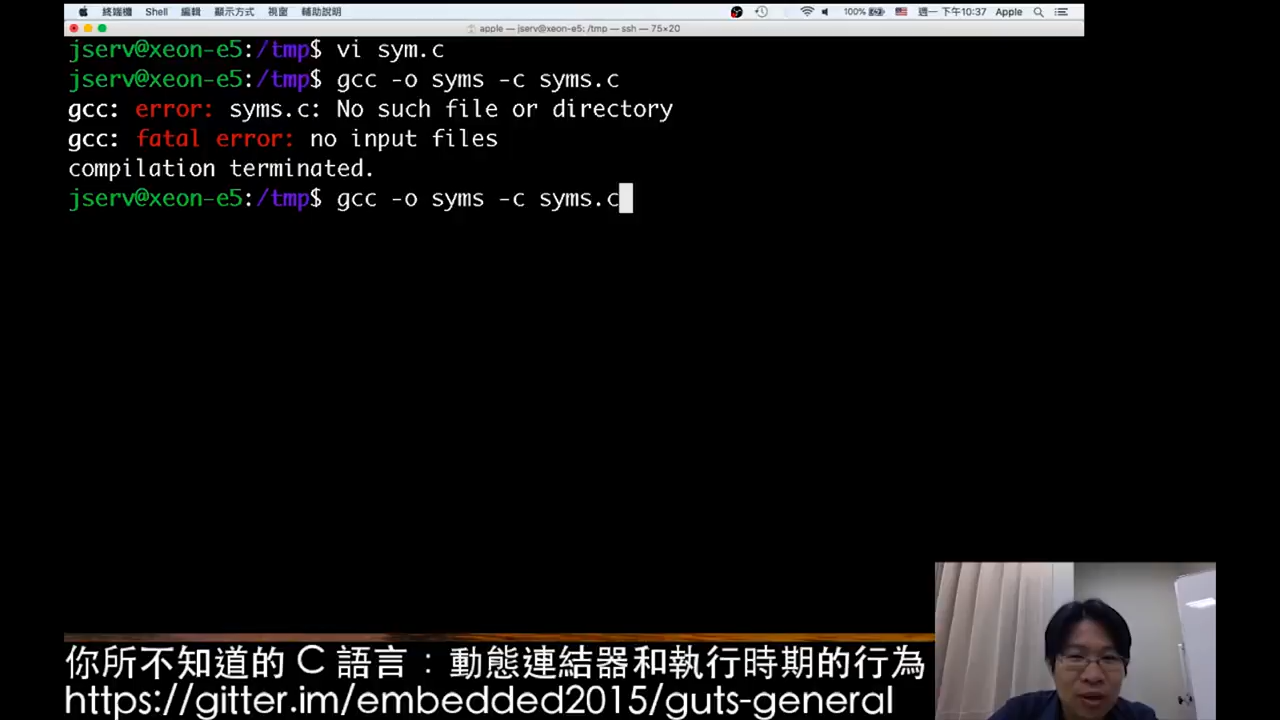 終端機 Shell 編輯 顯示方式 視窗 輔助說明 100% 週一 下午10:37 Apple
apple — jserv@xeon-e5: /tmp — ssh — 75×20
jserv@xeon-e5:/tmp$ vi sym.c
jserv@xeon-e5:/tmp$ gcc -o syms -c syms.c
gcc: error: syms.c: No such file or directory
gcc: fatal error: no input files
compilation terminated.
jserv@xeon-e5:/tmp$ gcc -o syms -c syms.c
你所不知道的 C 語言：動態連結器和執行時期的行為
https://gitter.im/embedded2015/guts-general